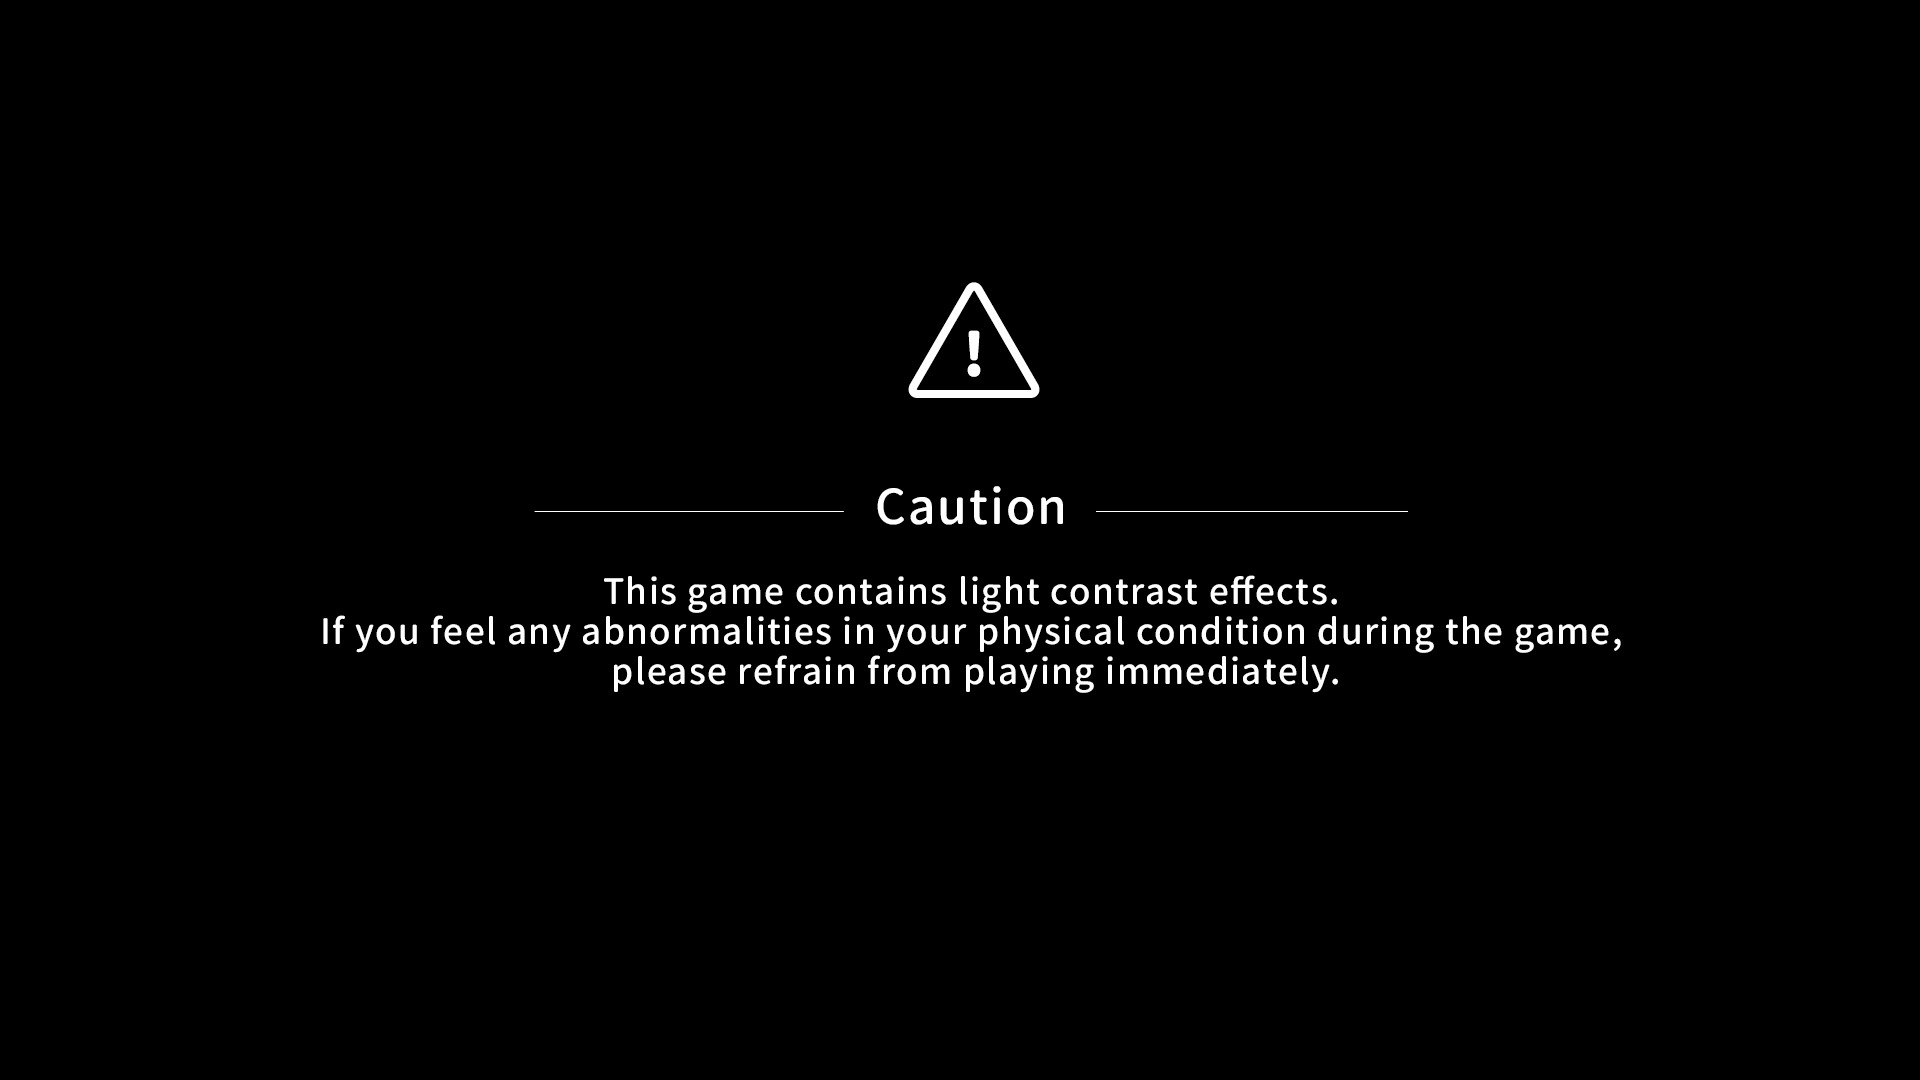 Caution
This game contains light contrast effects.
If you feel any abnormalities in your physical condition during the game,
please refrain from playing immediately.